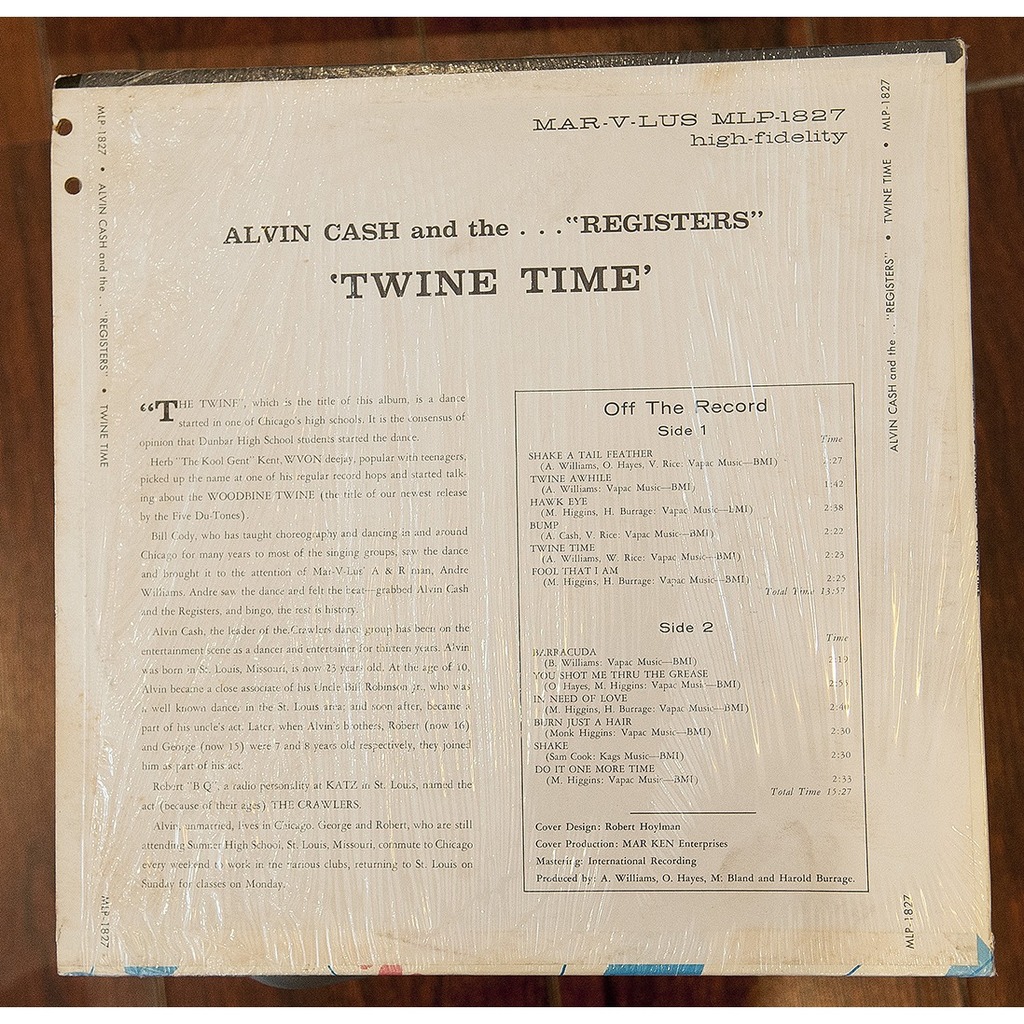 MAR-V-LUS MLP-1827
high-fidelity
ALVIN CASH and the . . . "REGISTERS"
'TWINE TIME'
"THE TWINE", which is the title of this album, is a dance
started in one of Chicago's high schools. It is the consensus of
opinion that Dunbar High School students started the dance.
Herb "The Kool Gent" Kent, WVON deejay, popular with teenagers,
picked up the name at one of his regular record hops and started talk-
ing about the WOODBINE TWINE (the title of our newest release
by the Five Du-Tones).
Bill Cody, who has taught choreography and dancing in and around
Chicago for many years to most of the singing groups, saw the dance
and brought it to the attention of Mar-V-Lus' A & R man, Andre
Williams. Andre saw the dance and felt the beat—grabbed Alvin Cash
and the Registers, and bingo, the rest is history.
Alvin Cash, the leader of the Crawlers dance group has been on the
entertainment scene as a dancer and entertainer for thirteen years. Alvin
was born in St. Louis, Missouri, is now 23 years old. At the age of 10,
Alvin became a close associate of his Uncle Bill Robinson Jr., who was
a well known dancer in the St. Louis area; and soon after, became a
part of his uncle's act. Later, when Alvin's brothers, Robert (now 16)
and George (now 15) were 7 and 8 years old respectively, they joined
him as part of his act.
Robert "B Q", a radio personality at KATZ in St. Louis, named the
act (because of their ages) THE CRAWLERS.
Alvin, unmarried, lives in Chicago. George and Robert, who are still
attending Sumner High School, St. Louis, Missouri, commute to Chicago
every weekend to work in the various clubs, returning to St. Louis on
Sunday for classes on Monday.
Off The Record
Side 1
Time
SHAKE A TAIL FEATHER
(A. Williams, O. Hayes, V. Rice: Vapac Music—BMI) 2:27
TWINE AWHILE
(A. Williams: Vapac Music—BMI) 1:42
HAWK EYE
(M. Higgins, H. Burrage: Vapac Music—BMI) 2:38
BUMP
(A. Cash, V. Rice: Vapac Music—BMI) 2:22
TWINE TIME
(A. Williams, W. Rice: Vapac Music—BMI) 2:23
FOOL THAT I AM
(M. Higgins, H. Burrage: Vapac Music—BMI) 2:25
Total Time 13:57
Side 2
Time
BARRACUDA
(B. Williams: Vapac Music—BMI) 2:19
YOU SHOT ME THRU THE GREASE
(O. Hayes, M. Higgins: Vapac Music—BMI) 2:55
IN NEED OF LOVE
(M. Higgins, H. Burrage: Vapac Music—BMI) 2:40
BURN JUST A HAIR
(Monk Higgins: Vapac Music—BMI) 2:30
SHAKE
(Sam Cook: Kags Music—BMI) 2:30
DO IT ONE MORE TIME
(M. Higgins: Vapac Music—BMI) 2:33
Total Time 15:27
Cover Design: Robert Hoylman
Cover Production: MAR KEN Enterprises
Mastering: International Recording
Produced by: A. Williams, O. Hayes, M. Bland and Harold Burrage.
MLP-1827 • ALVIN CASH and the . . "REGISTERS" • TWINE TIME
MLP-1827
ALVIN CASH and the . . "REGISTERS" • TWINE TIME • MLP-1827
MLP-1827